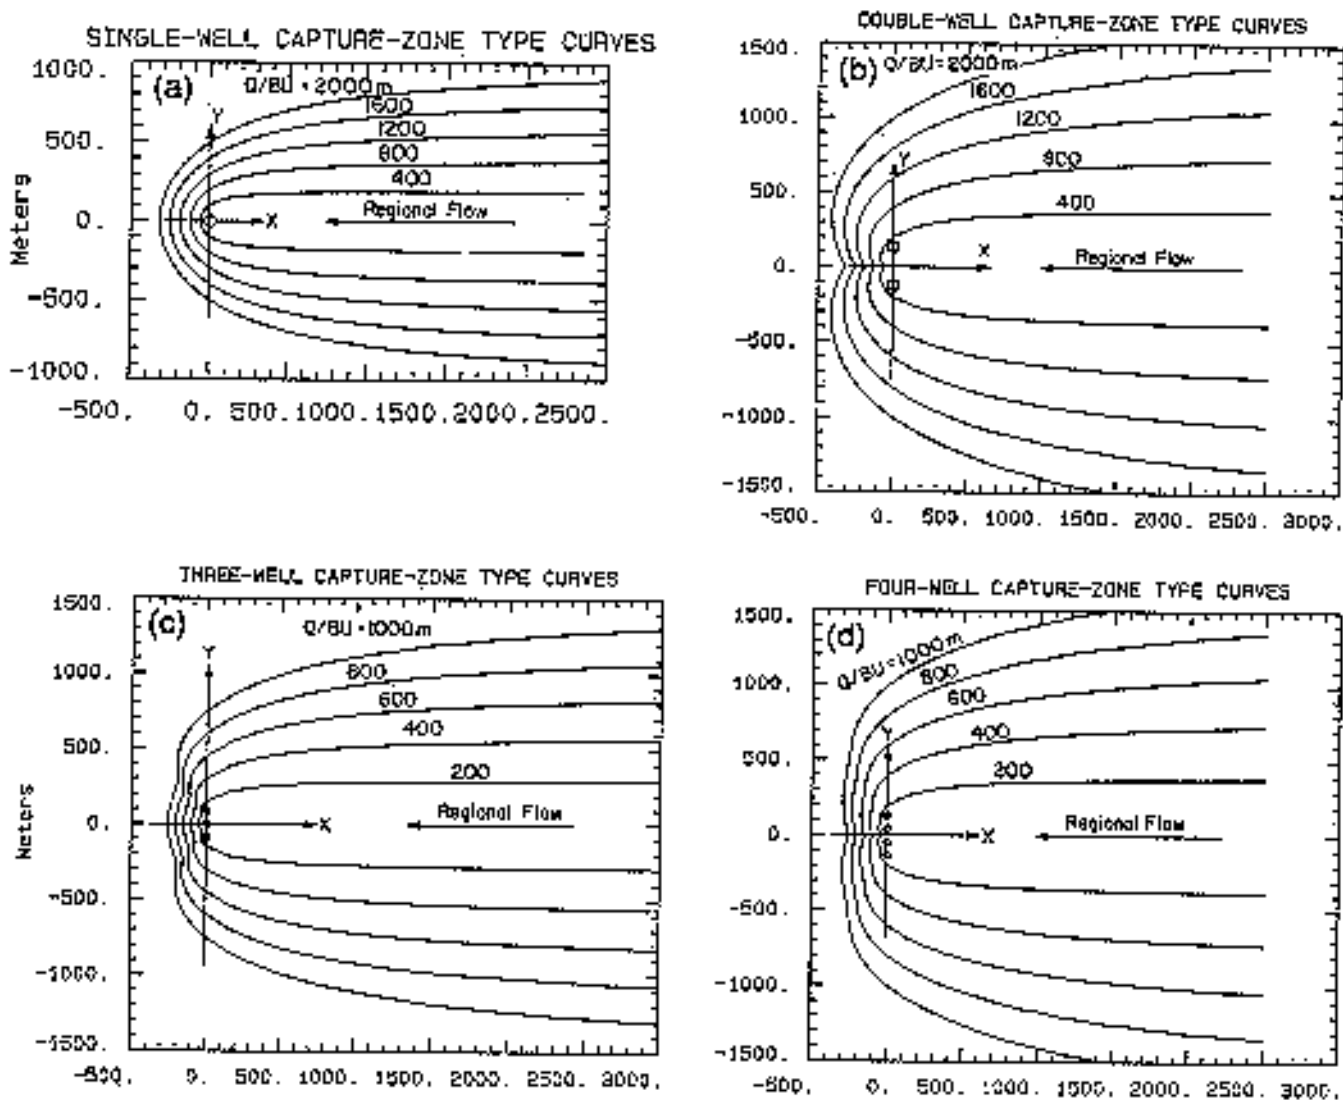 SINGLE-WELL CAPTURE-ZONE TYPE CURVES
(a)
Q/BU = 2000 m
1600
1200
800
400
Y
X
Regional Flow
Meters
1000.
500.
0.
-500.
-1000.
-500. 0. 500. 1000. 1500. 2000. 2500.
DOUBLE-WELL CAPTURE-ZONE TYPE CURVES
(b)
Q/BU = 2000 m
1600
1200
800
400
Y
X
Regional Flow
1500.
1000.
500.
0.
-500.
-1000.
-1500.
-500. 0. 500. 1000. 1500. 2000. 2500. 3000.
THREE-WELL CAPTURE-ZONE TYPE CURVES
(c)
Q/BU = 1000 m
800
600
400
200
Y
X
Regional Flow
Meters
1500.
1000.
500.
0.
-500.
-1000.
-1500.
-500. 0. 500. 1000. 1500. 2000. 2500. 3000.
FOUR-WELL CAPTURE-ZONE TYPE CURVES
(d)
Q/BU = 1000 m
800
600
400
200
Y
X
Regional Flow
1500.
1000.
500.
0.
-500.
-1000.
-1500.
-500. 0. 500. 1000. 1500. 2000. 2500. 3000.